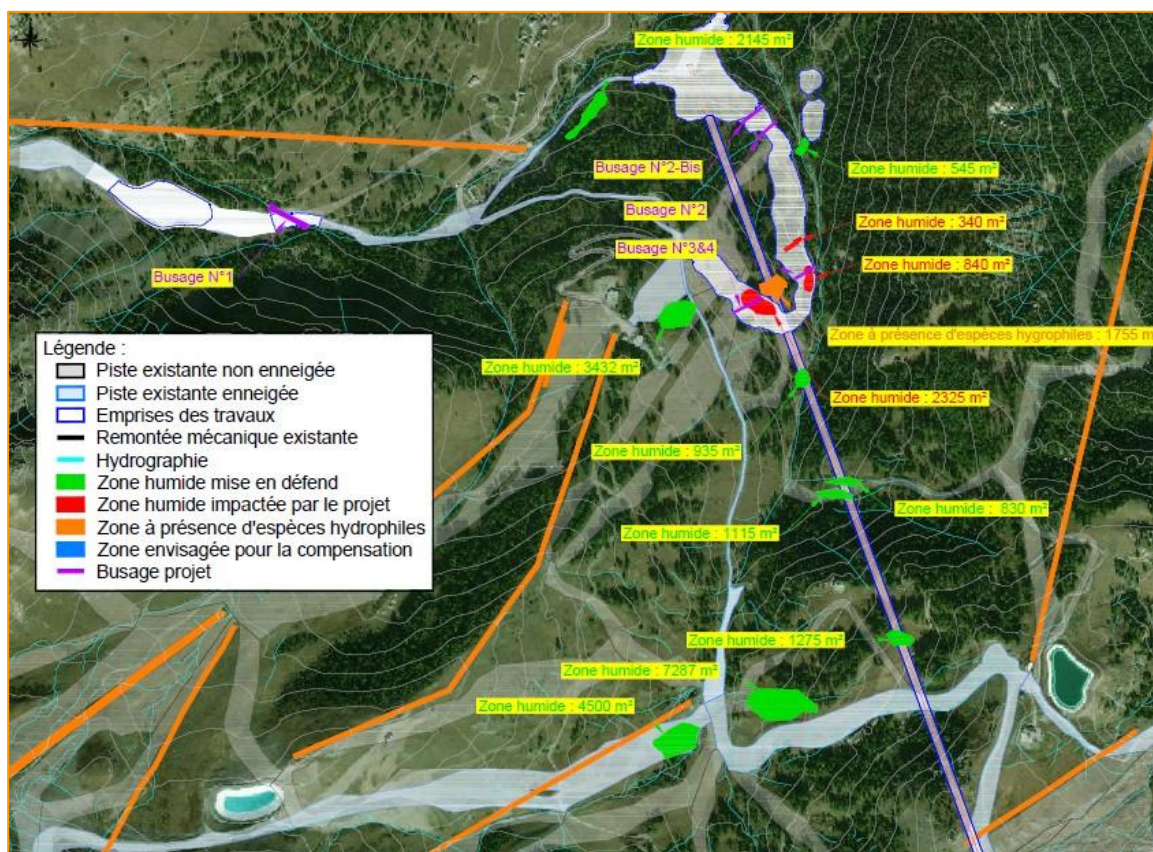 Zone humide : 2145 m²
Busage N°2-Bis
Zone humide : 545 m²
Busage N°2
Zone humide : 340 m²
Busage N°3&4
Zone humide : 840 m²
Busage N°1
Zone à présence d'espèces hygrophiles : 1755 m
Légende :
Piste existante non enneigée
Piste existante enneigée
Emprises des travaux
Remontée mécanique existante
Hydrographie
Zone humide mise en défend
Zone humide impactée par le projet
Zone à présence d'espèces hydrophiles
Zone envisagée pour la compensation
Busage projet
Zone humide : 3432 m²
Zone humide : 2325 m²
Zone humide : 935 m²
Zone humide : 830 m²
Zone humide : 1115 m²
Zone humide : 1275 m²
Zone humide : 7287 m²
Zone humide : 4500 m²